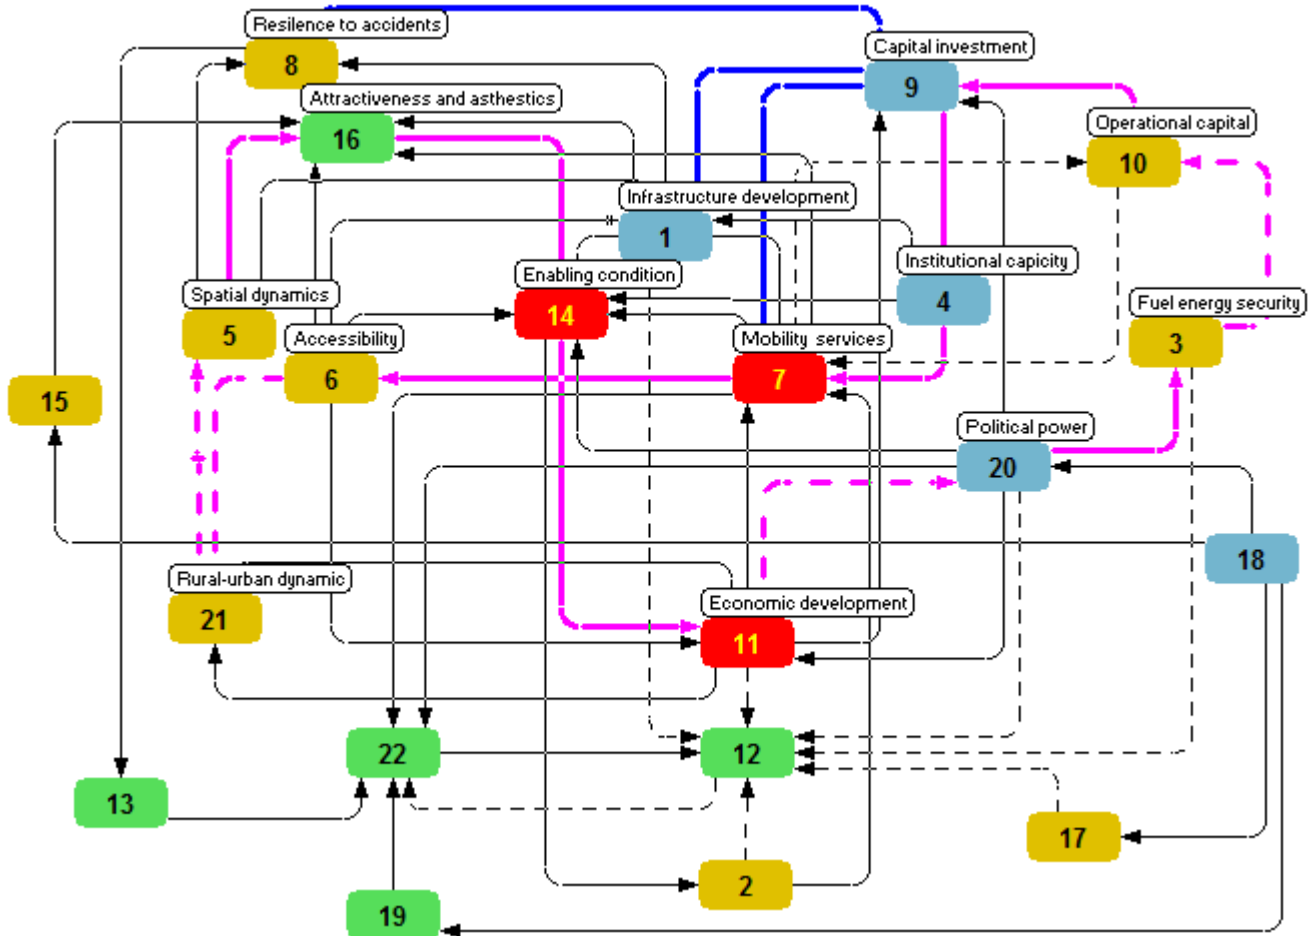 Resilence to accidents
8
Capital investment
9
Attractiveness and asthestics
16
Operational capital
10
Infrastructure development
1
Institutional capicity
4
Enabling condition
14
Spatial dynamics
5
Fuel energy security
3
Accessibility
6
Mobility services
7
15
Political power
20
18
Rural-urban dynamic
21
Economic development
11
22
12
13
17
2
19